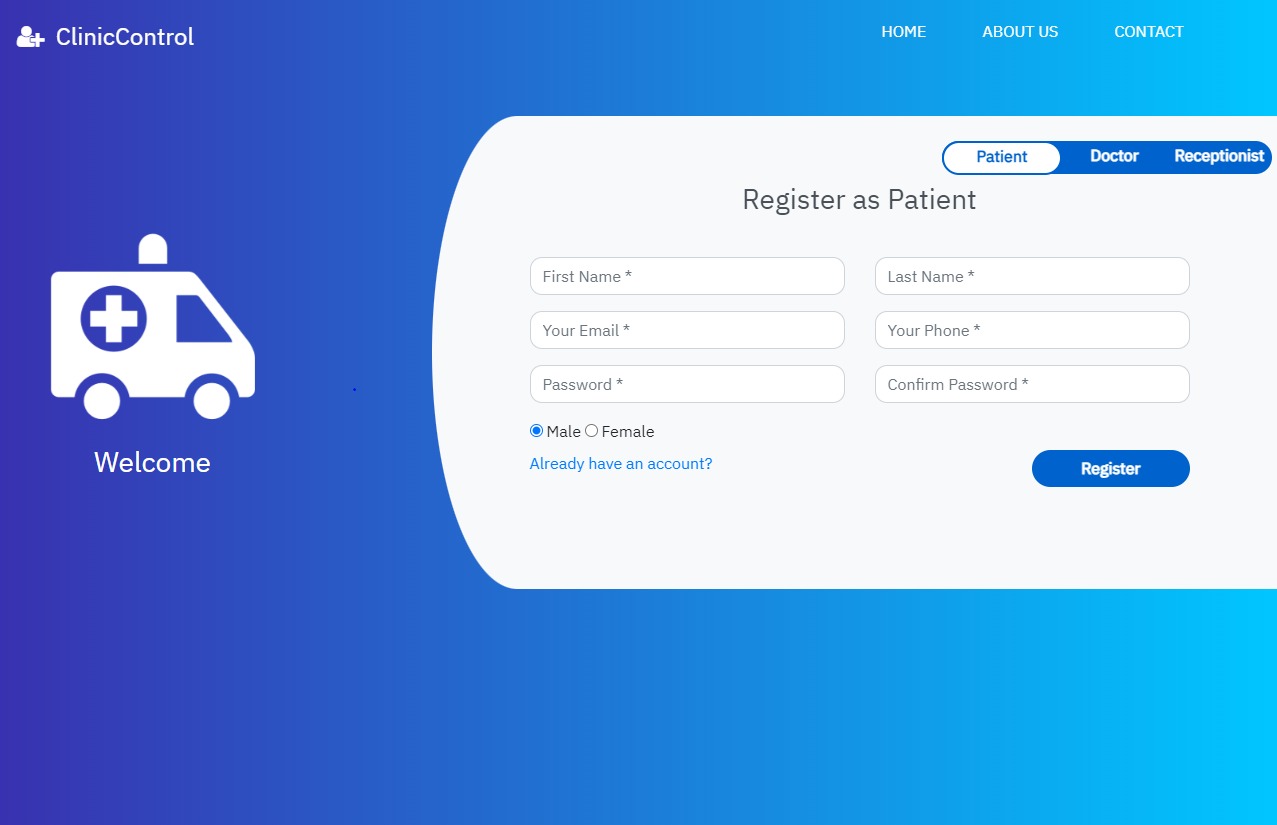 ClinicControl
HOME ABOUT US CONTACT
Patient Doctor Receptionist
Register as Patient
First Name * Last Name *
Your Email * Your Phone *
Password * Confirm Password *
Male Female
Already have an account?
Register
Welcome